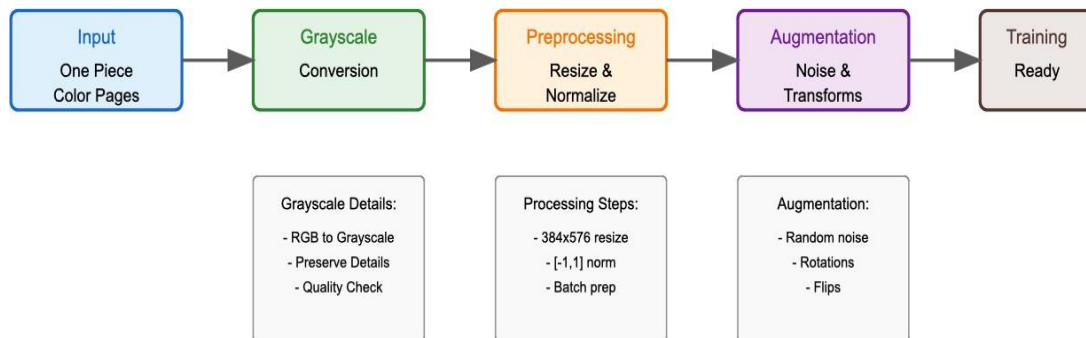 Input
One Piece
Color Pages
Grayscale
Conversion
Preprocessing
Resize &
Normalize
Augmentation
Noise &
Transforms
Training
Ready
Grayscale Details:
- RGB to Grayscale
- Preserve Details
- Quality Check
Processing Steps:
- 384x576 resize
- [-1,1] norm
- Batch prep
Augmentation:
- Random noise
- Rotations
- Flips